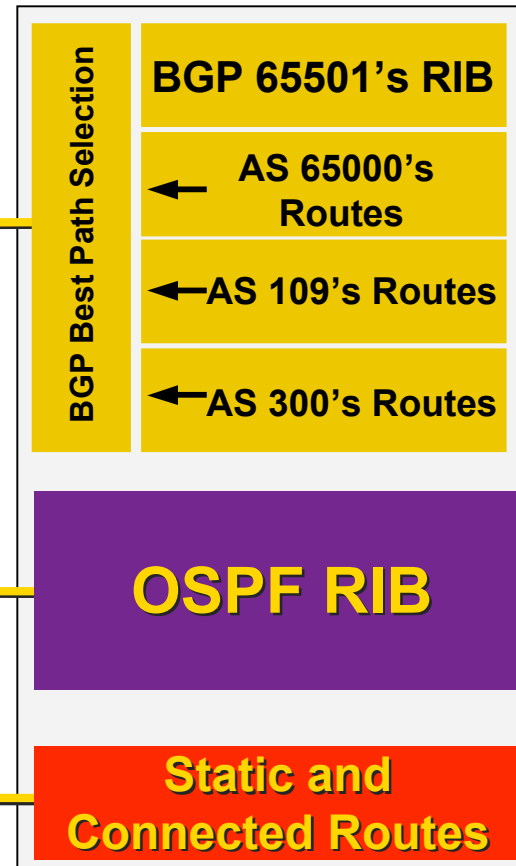 BGP Best Path Selection
BGP 65501’s RIB
AS 65000’s
Routes
AS 109’s Routes
AS 300’s Routes
OSPF RIB
Static and
Connected Routes